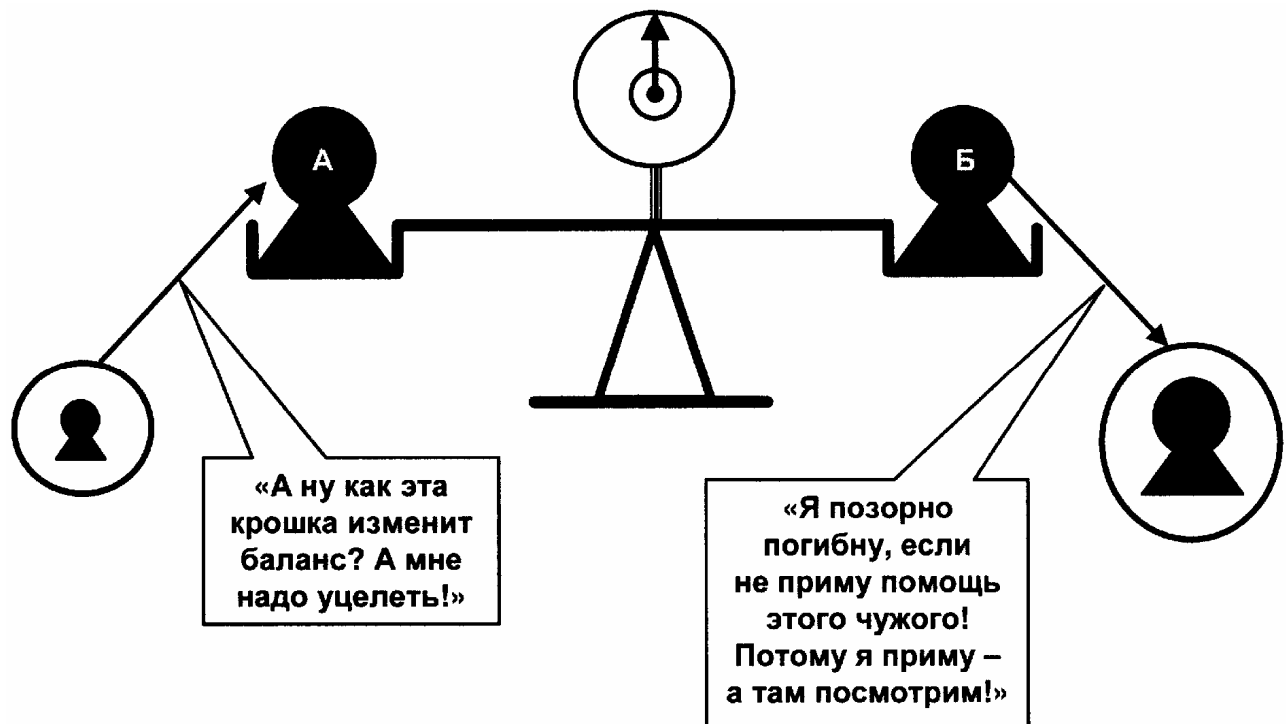 А
Б
«А ну как эта
крошка изменит
баланс? А мне
надо уцелеть!»
«Я позорно
погибну, если
не приму помощь
этого чужого!
Потому я приму –
а там посмотрим!»